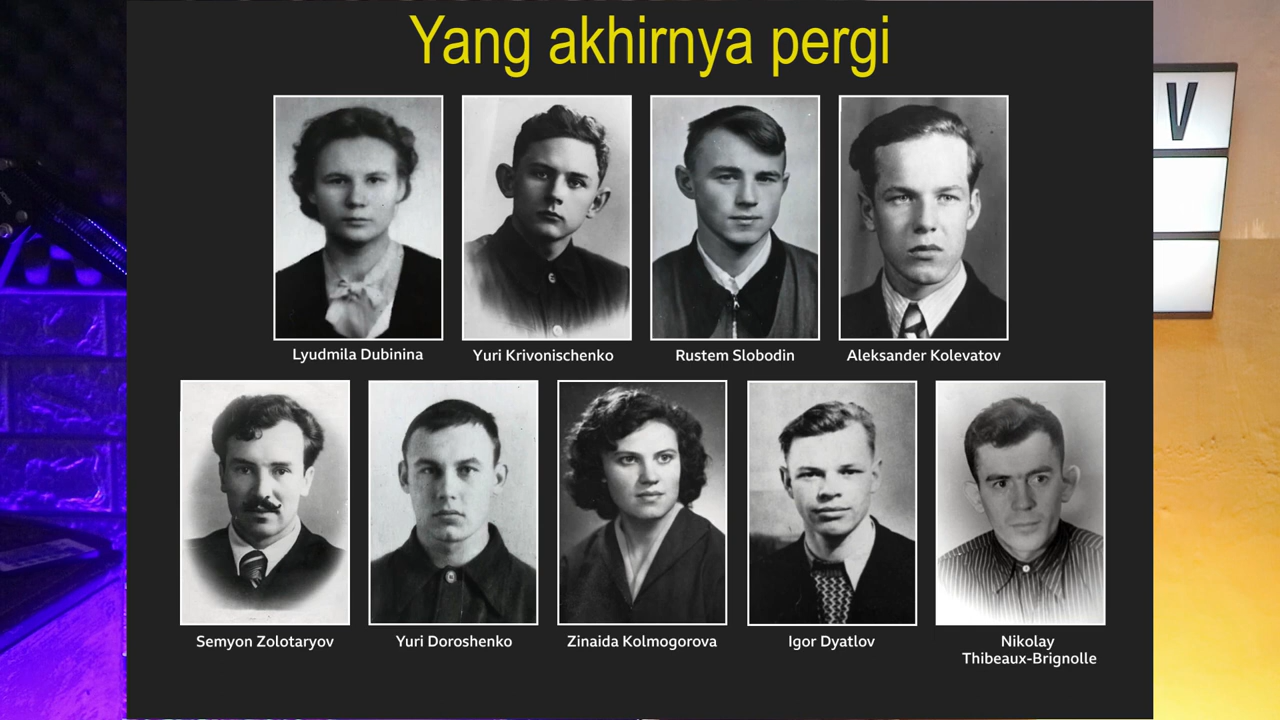 Yang akhirnya pergi
V
Lyudmila Dubinina
Yuri Krivonischenko
Rustem Slobodin
Aleksander Kolevatov
Semyon Zolotaryov
Yuri Doroshenko
Zinaida Kolmogorova
Igor Dyatlov
Nikolay
Thibeaux-Brignolle